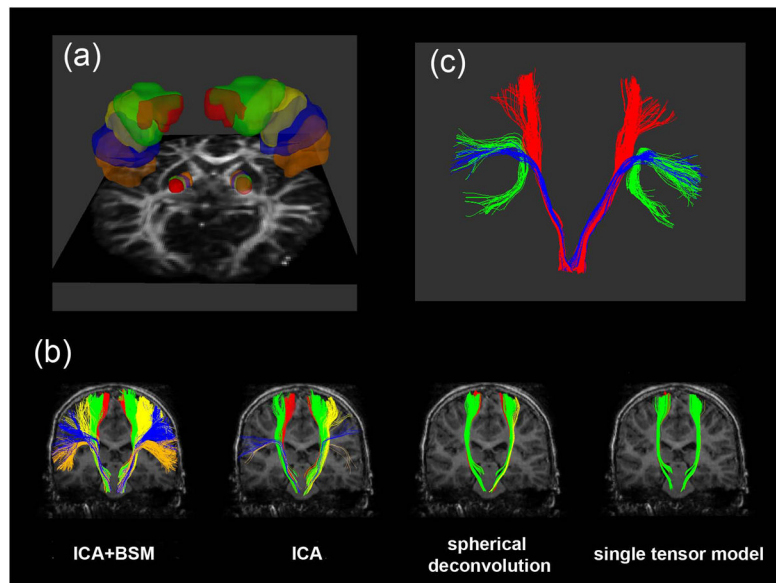 (a)
(c)
(b)
ICA+BSM
ICA
spherical
deconvolution
single tensor model